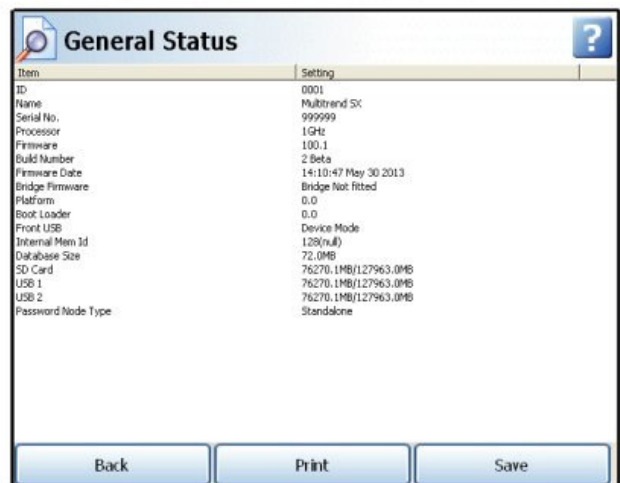 General Status
?
Item Setting
ID 0001
Name Multitrend SX
Serial No. 999999
Processor 1GHz
Firmware 100.1
Build Number 2 Beta
Firmware Date 14:10:47 May 30 2013
Bridge Firmware Bridge Not fitted
Platform 0.0
Boot Loader 0.0
Front USB Device Mode
Internal Mem Id 128(null)
Database Size 72.0MB
SD Card 76270.1MB/127963.0MB
USB 1 76270.1MB/127963.0MB
USB 2 76270.1MB/127963.0MB
Password Node Type Standalone
Back Print Save